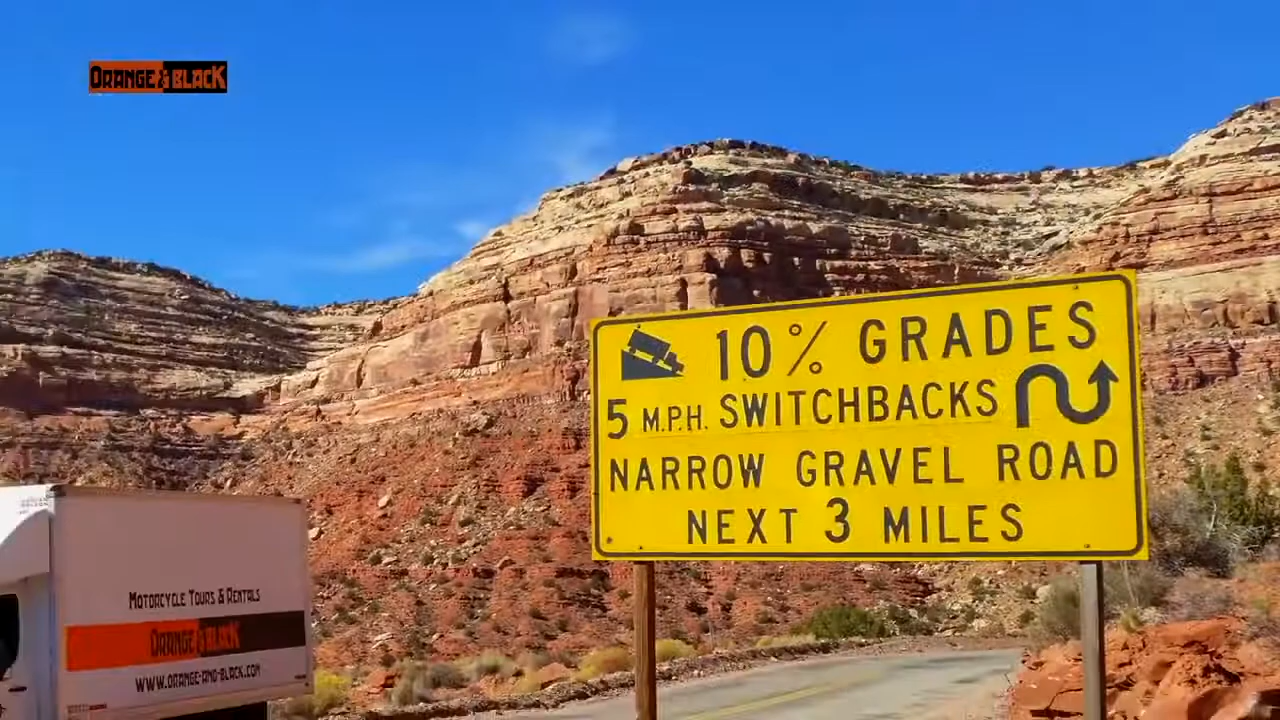 ORANGE & BLACK
10% GRADES
5 M.P.H. SWITCHBACKS
NARROW GRAVEL ROAD
NEXT 3 MILES
MOTORCYCLE TOURS & RENTALS
ORANGE & BLACK
WWW.ORANGE-AND-BLACK.COM